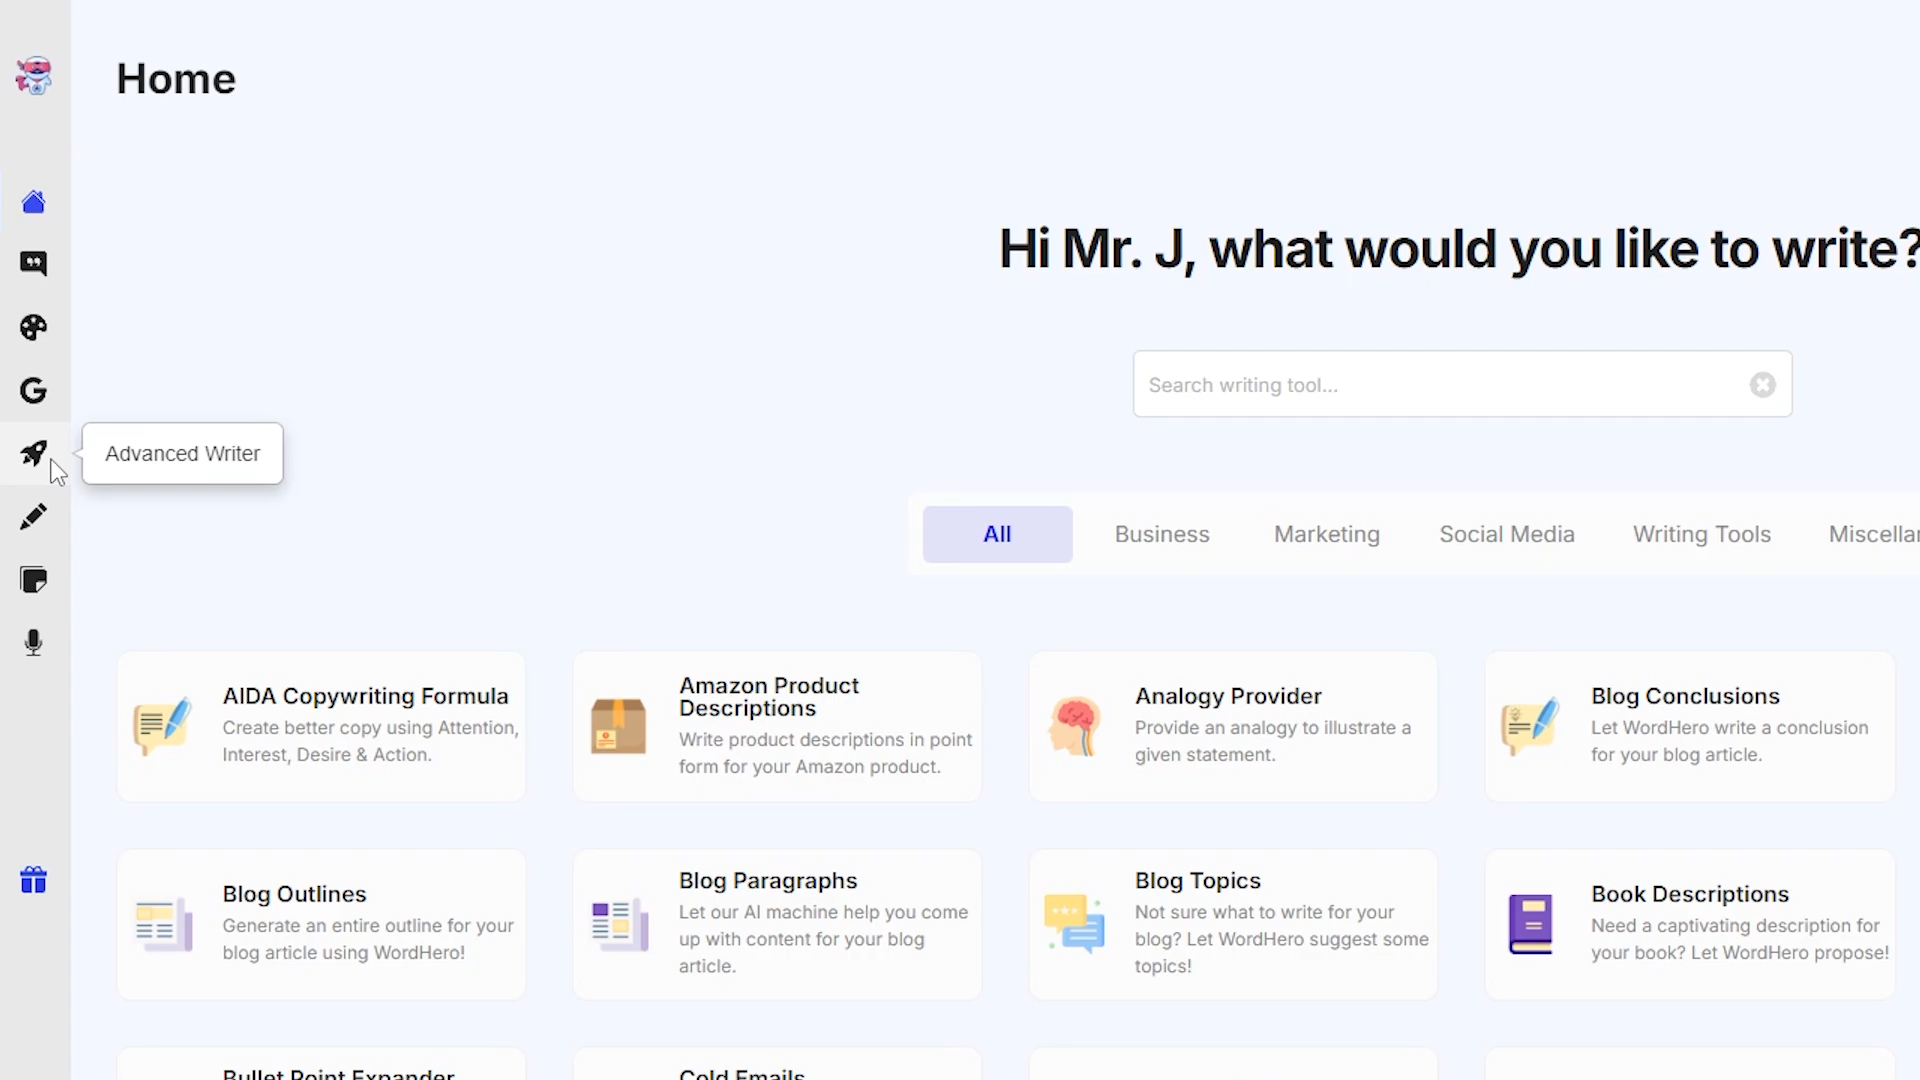 Home
Hi Mr. J, what would you like to write?
Search writing tool...
Advanced Writer
All
Business
Marketing
Social Media
Writing Tools
AIDA Copywriting Formula
Create better copy using Attention,
Interest, Desire & Action.
Amazon Product
Descriptions
Write product descriptions in point
form for your Amazon product.
Analogy Provider
Provide an analogy to illustrate a
given statement.
Blog Conclusions
Let WordHero write a conclusion
for your blog article.
Blog Outlines
Generate an entire outline for your
blog article using WordHero!
Blog Paragraphs
Let our AI machine help you come
up with content for your blog
article.
Blog Topics
Not sure what to write for your
blog? Let WordHero suggest some
topics!
Book Descriptions
Need a captivating description for
your book? Let WordHero propose!
Bullet Point Expander
Cold Emails